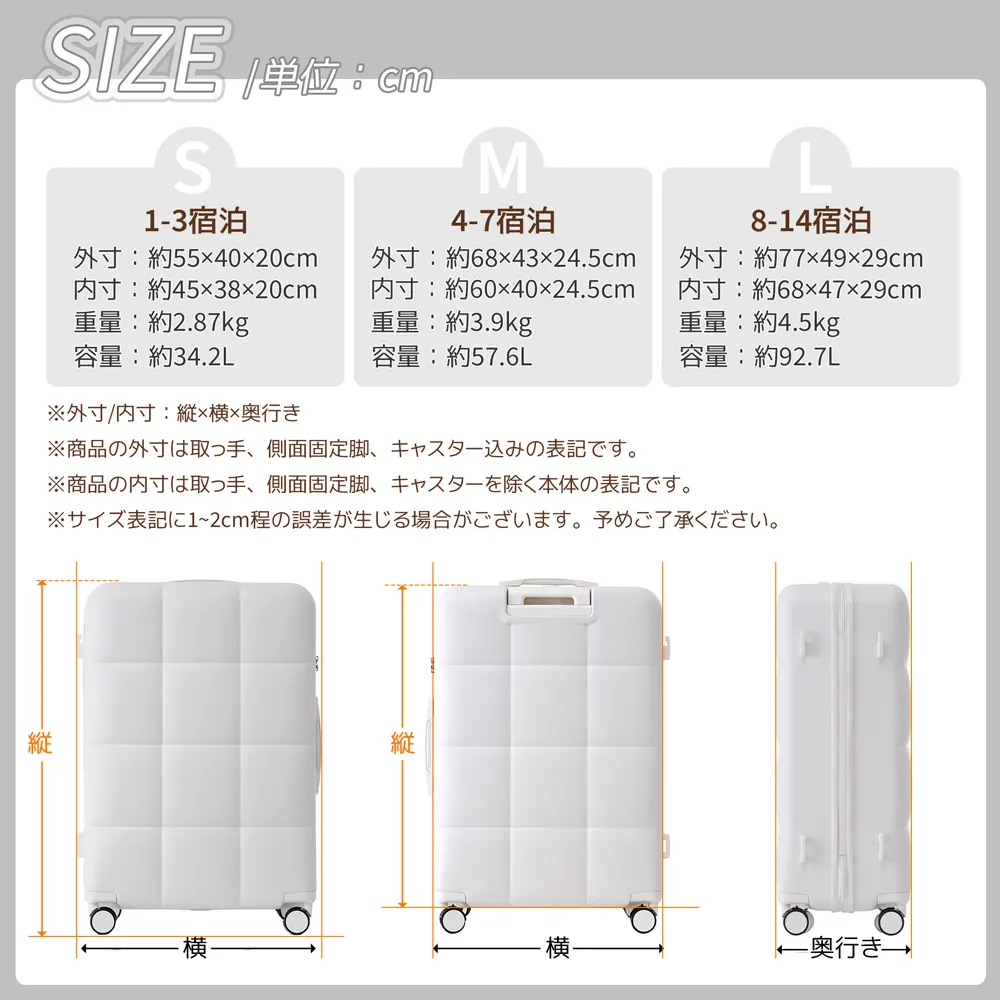 SIZE /単位：cm
S
1-3宿泊
外寸：約55×40×20cm
内寸：約45×38×20cm
重量：約2.87kg
容量：約34.2L
M
4-7宿泊
外寸：約68×43×24.5cm
内寸：約60×40×24.5cm
重量：約3.9kg
容量：約57.6L
L
8-14宿泊
外寸：約77×49×29cm
内寸：約68×47×29cm
重量：約4.5kg
容量：約92.7L
※外寸/内寸：縦×横×奥行き
※商品の外寸は取っ手、側面固定脚、キャスター込みの表記です。
※商品の内寸は取っ手、側面固定脚、キャスターを除く本体の表記です。
※サイズ表記に1~2cm程の誤差が生じる場合がございます。予めご了承ください。
縦
横
縦
横
奥行き